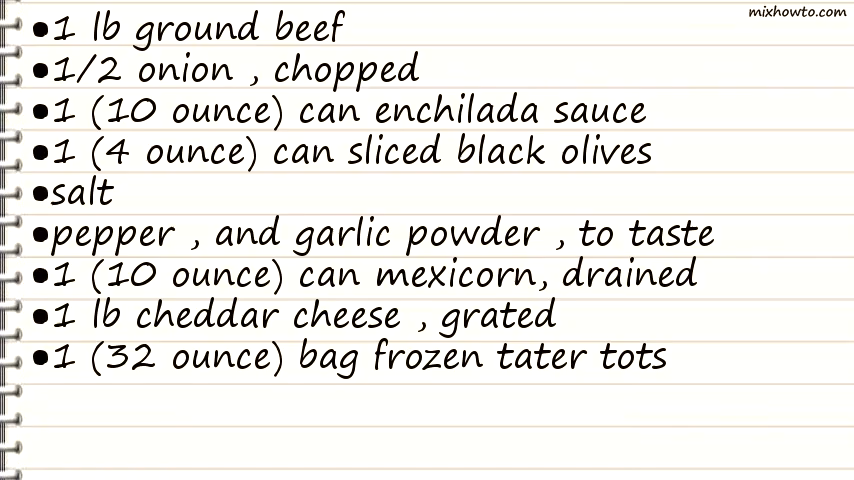 mixhowto.com
•1 lb ground beef
•1/2 onion , chopped
•1 (10 ounce) can enchilada sauce
•1 (4 ounce) can sliced black olives
•salt
•pepper , and garlic powder , to taste
•1 (10 ounce) can mexicorn, drained
•1 lb cheddar cheese , grated
•1 (32 ounce) bag frozen tater tots